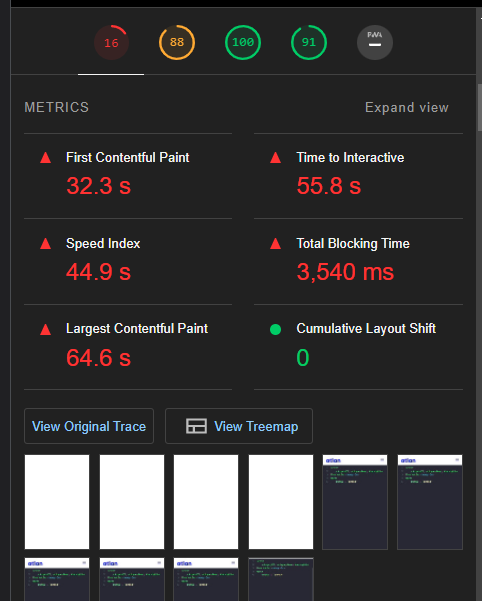 16 88 100 91 PWA
METRICS Expand view
First Contentful Paint Time to Interactive
32.3 s 55.8 s
Speed Index Total Blocking Time
44.9 s 3,540 ms
Largest Contentful Paint Cumulative Layout Shift
64.6 s 0
View Original Trace View Treemap